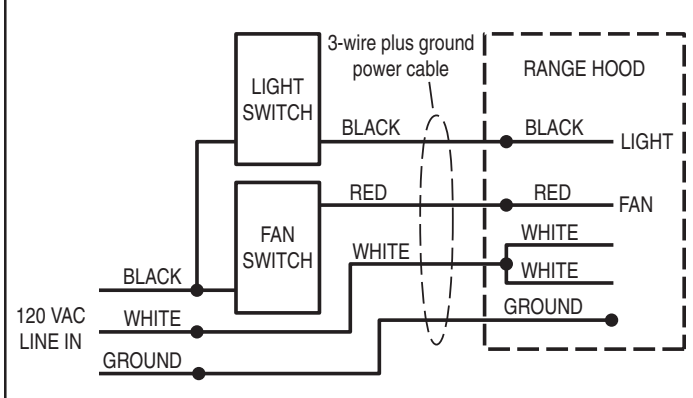 3-wire plus ground
power cable
RANGE HOOD
LIGHT
SWITCH
BLACK
BLACK
LIGHT
RED
RED
FAN
FAN
SWITCH
WHITE
WHITE
WHITE
BLACK
GROUND
120 VAC
LINE IN
WHITE
GROUND